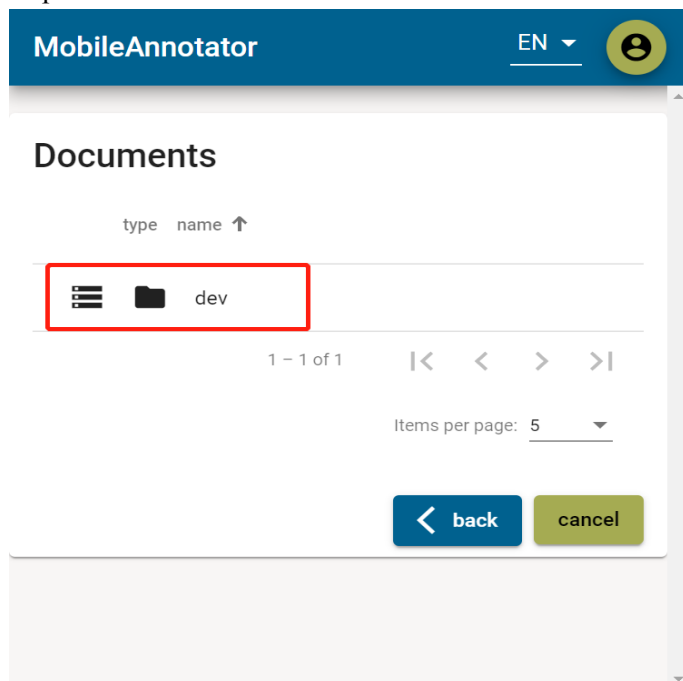 MobileAnnotator EN
Documents
type name
dev
1 – 1 of 1
Items per page: 5
back cancel